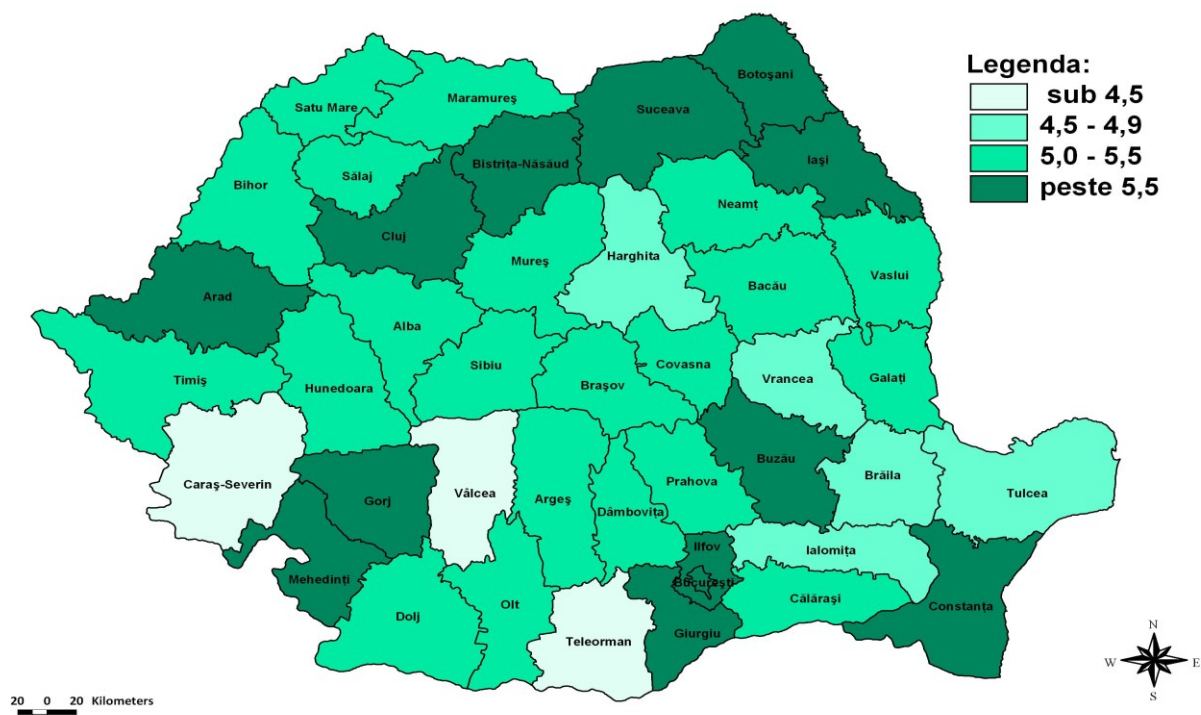 Legenda:
sub 4,5
4,5 - 4,9
5,0 - 5,5
peste 5,5
Botoşani
Satu Mare
Maramureş
Suceava
Iaşi
Bistriţa-Năsăud
Sălaj
Bihor
Neamţ
Cluj
Mureş
Harghita
Vaslui
Bacău
Arad
Alba
Sibiu
Covasna
Timiş
Hunedoara
Braşov
Vrancea
Galaţi
Buzău
Caraş-Severin
Vâlcea
Gorj
Argeş
Prahova
Brăila
Tulcea
Dâmboviţa
Ilfov
Ialomiţa
Bucureşti
Mehedinţi
Călăraşi
Constanţa
Dolj
Olt
Teleorman
Giurgiu
N
W E
S
20 0 20 Kilometers